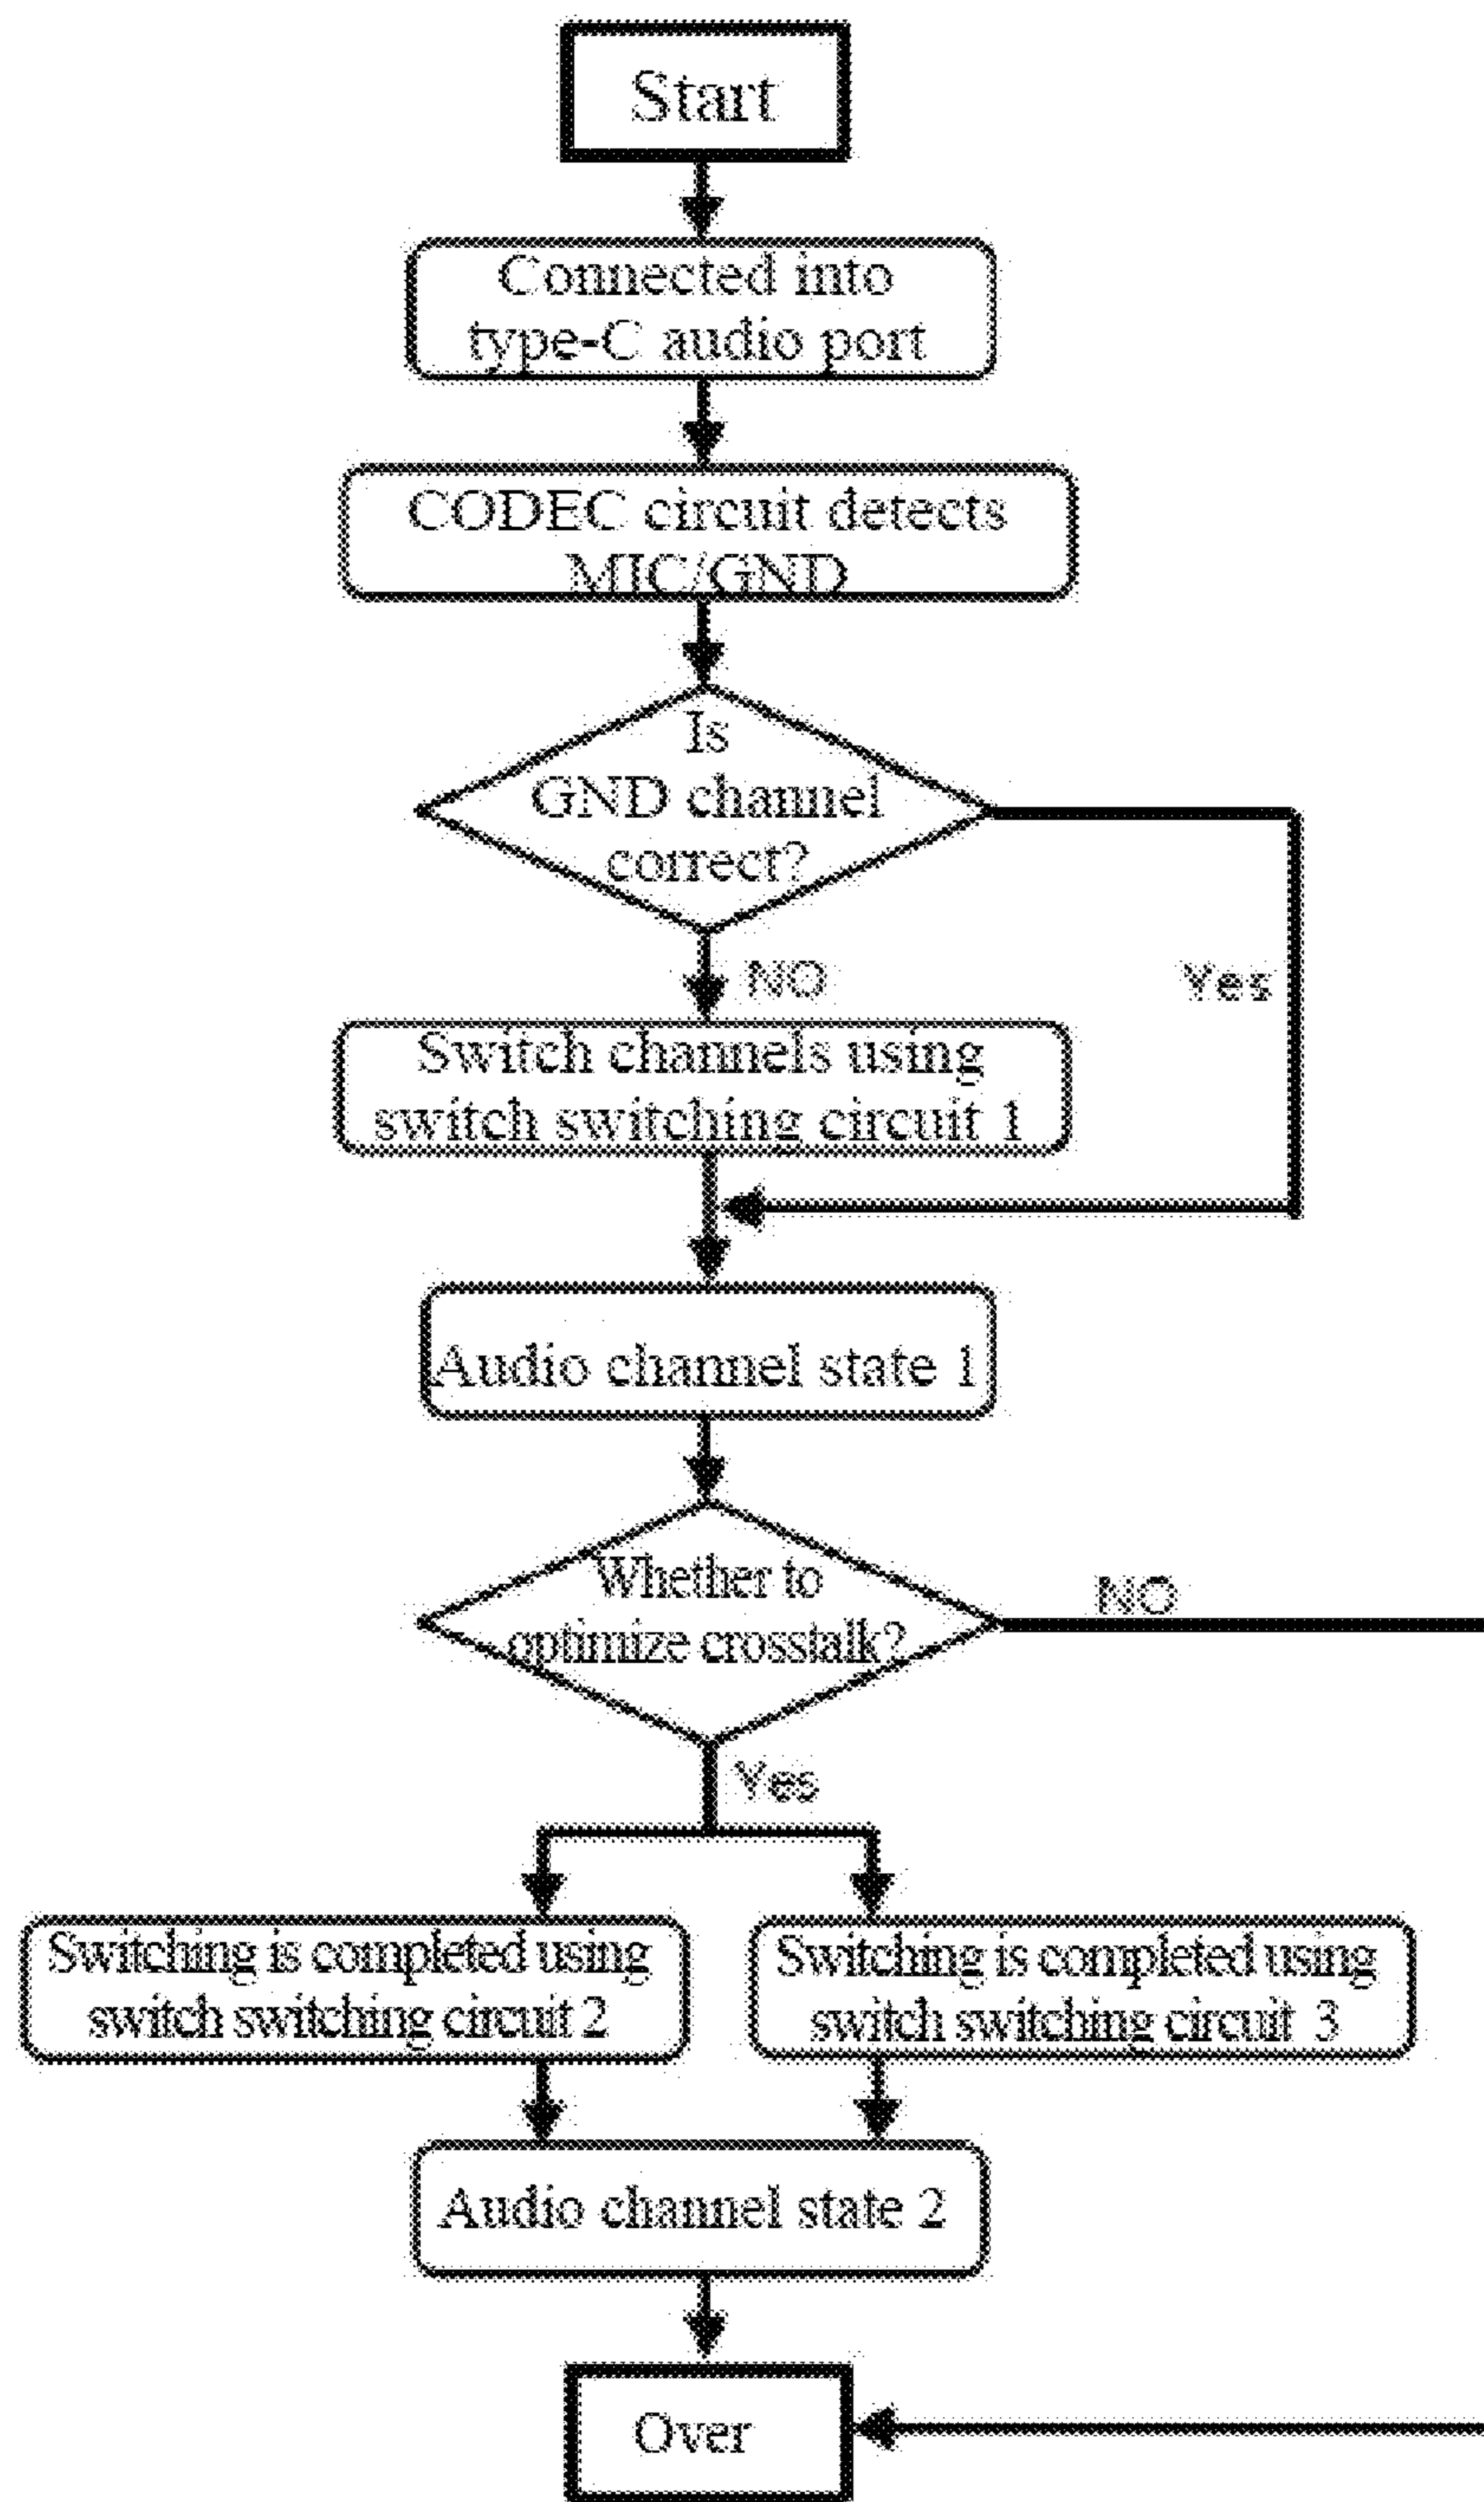 Start
Connected into
type-C audio port
CODEC circuit detects
MIC/GND
Is
GND channel
correct?
NO
Yes
Switch channels using
switch switching circuit 1
Audio channel state 1
Whether to
optimize crosstalk?
NO
Yes
Switching is completed using
switch switching circuit 2
Switching is completed using
switch switching circuit 3
Audio channel state 2
Over